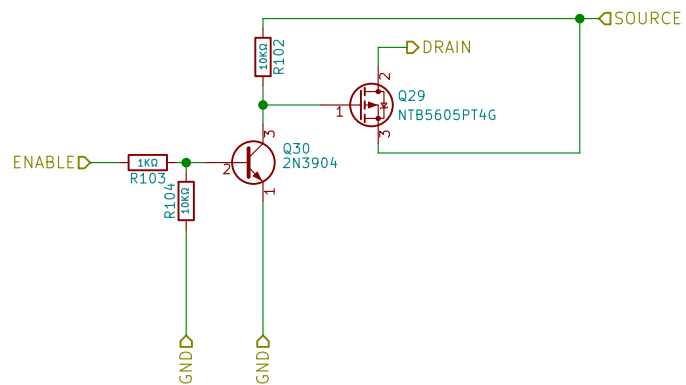 SOURCE
10KΩ
R102
DRAIN
2
Q29
NTB5605PT4G
1
3
3
Q30
2N3904
ENABLE
1KΩ
R103
2
1
10KΩ
R104
GND
GND